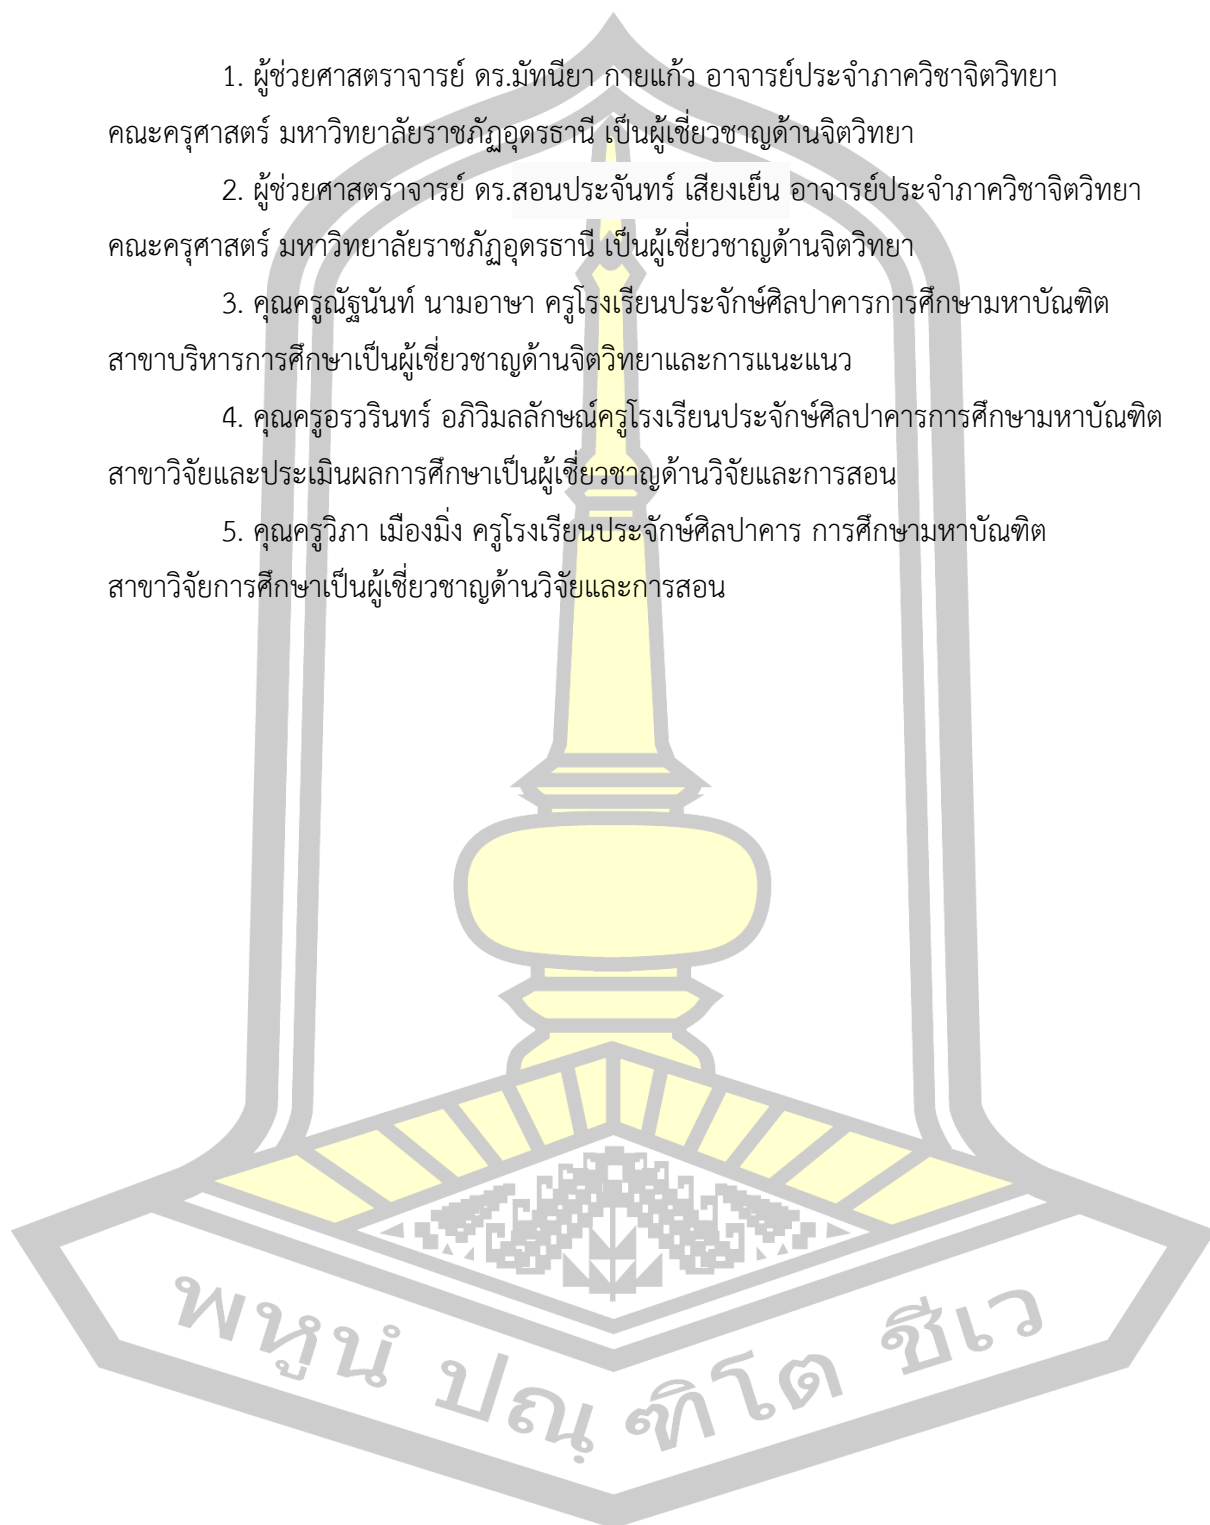 1. ผู้ช่วยศาสตราจารย์ ดร.มัทนียา กายแก้ว อาจารย์ประจำภาควิชาจิตวิทยา
คณะครุศาสตร์ มหาวิทยาลัยราชภัฏอุดรธานี เป็นผู้เชี่ยวชาญด้านจิตวิทยา
2. ผู้ช่วยศาสตราจารย์ ดร.สอนประจันทร์ เสียงเย็น อาจารย์ประจำภาควิชาจิตวิทยา
คณะครุศาสตร์ มหาวิทยาลัยราชภัฏอุดรธานี เป็นผู้เชี่ยวชาญด้านจิตวิทยา
3. คุณครูณัฐนันท์ นามอาษา ครูโรงเรียนประจักษ์ศิลปาคารการศึกษามหาบัณฑิต
สาขาบริหารการศึกษาเป็นผู้เชี่ยวชาญด้านจิตวิทยาและการแนะแนว
4. คุณครูอรวรินทร์ อภิวิมลลักษณ์ครูโรงเรียนประจักษ์ศิลปาคารการศึกษามหาบัณฑิต
สาขาวิจัยและประเมินผลการศึกษาเป็นผู้เชี่ยวชาญด้านวิจัยและการสอน
5. คุณครูวิภา เมืองมิ่ง ครูโรงเรียนประจักษ์ศิลปาคาร การศึกษามหาบัณฑิต
สาขาวิจัยการศึกษาเป็นผู้เชี่ยวชาญด้านวิจัยและการสอน
พหูนํ ปณฺ ฑิโต ชีเว